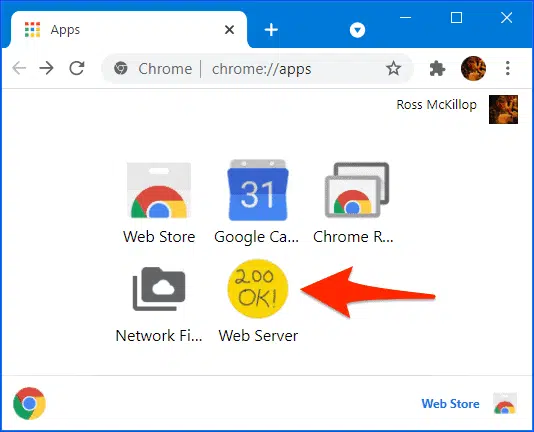 Apps
Chrome | chrome://apps
Ross McKillop
31
Web Store
Google Ca...
Chrome R...
200
OK!
Network Fi...
Web Server
Web Store